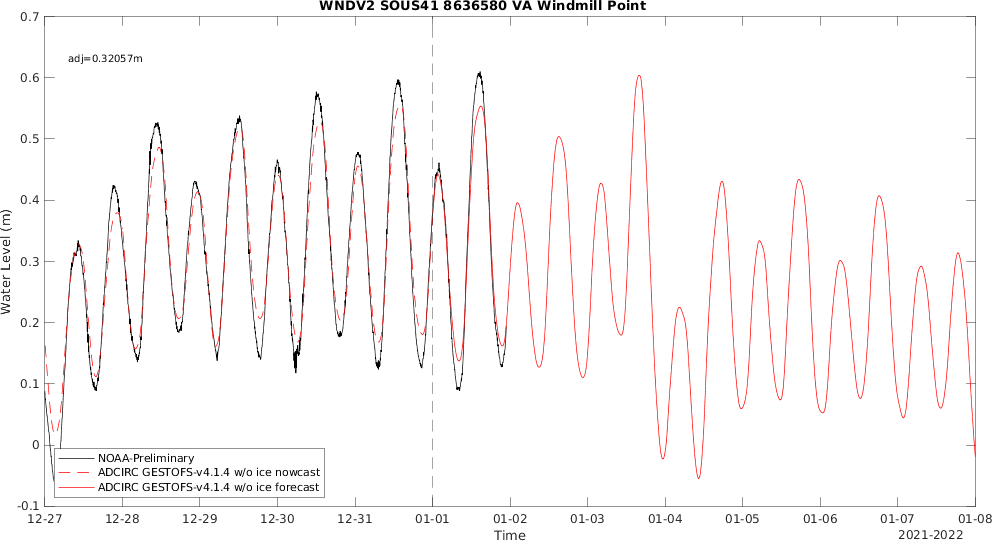 WNDV2 SOUS41 8636580 VA Windmill Point
adj=0.32057m
Water Level (m)
0.7
0.6
0.5
0.4
0.3
0.2
0.1
0
-0.1
NOAA-Preliminary
ADCIRC GESTOFS-v4.1.4 w/o ice nowcast
ADCIRC GESTOFS-v4.1.4 w/o ice forecast
12-27 12-28 12-29 12-30 12-31 01-01 01-02 01-03 01-04 01-05 01-06 01-07 01-08
Time
2021-2022